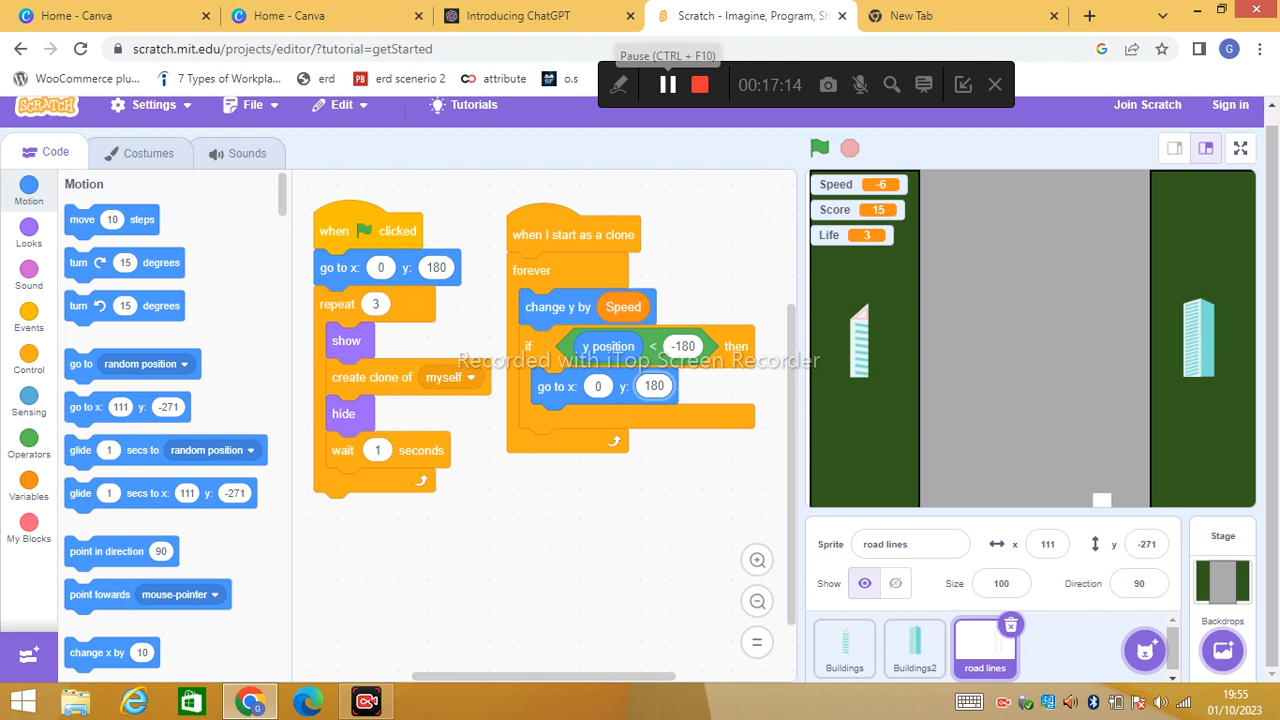 Home - Canva
Home - Canva
Introducing ChatGPT
Scratch - Imagine, Program, Sh
New Tab
scratch.mit.edu/projects/editor/?tutorial=getStarted
Pause (CTRL + F10)
G
WooCommerce plu...
7 Types of Workpla...
erd
erd scenerio 2
attribute
o.s
00:17:14
SCRATCH
Settings
File
Edit
Tutorials
Join Scratch
Sign in
Code
Costumes
Sounds
Motion
Looks
Sound
Events
Control
Sensing
Operators
Variables
My Blocks
Motion
move 10 steps
turn 15 degrees
turn 15 degrees
go to random position
go to x: 111 y: -271
glide 1 secs to random position
glide 1 secs to x: 111 y: -271
point in direction 90
point towards mouse-pointer
change x by 10
when clicked
go to x: 0 y: 180
repeat 3
show
create clone of myself
hide
wait 1 seconds
when I start as a clone
forever
change y by Speed
if y position < -180 then
go to x: 0 y: 180
Recorded with iTop Screen Recorder
Speed -6
Score 15
Life 3
Sprite road lines x 111 y -271
Show Size 100 Direction 90
Buildings
Buildings2
road lines
Stage
Backdrops
19:55
01/10/2023